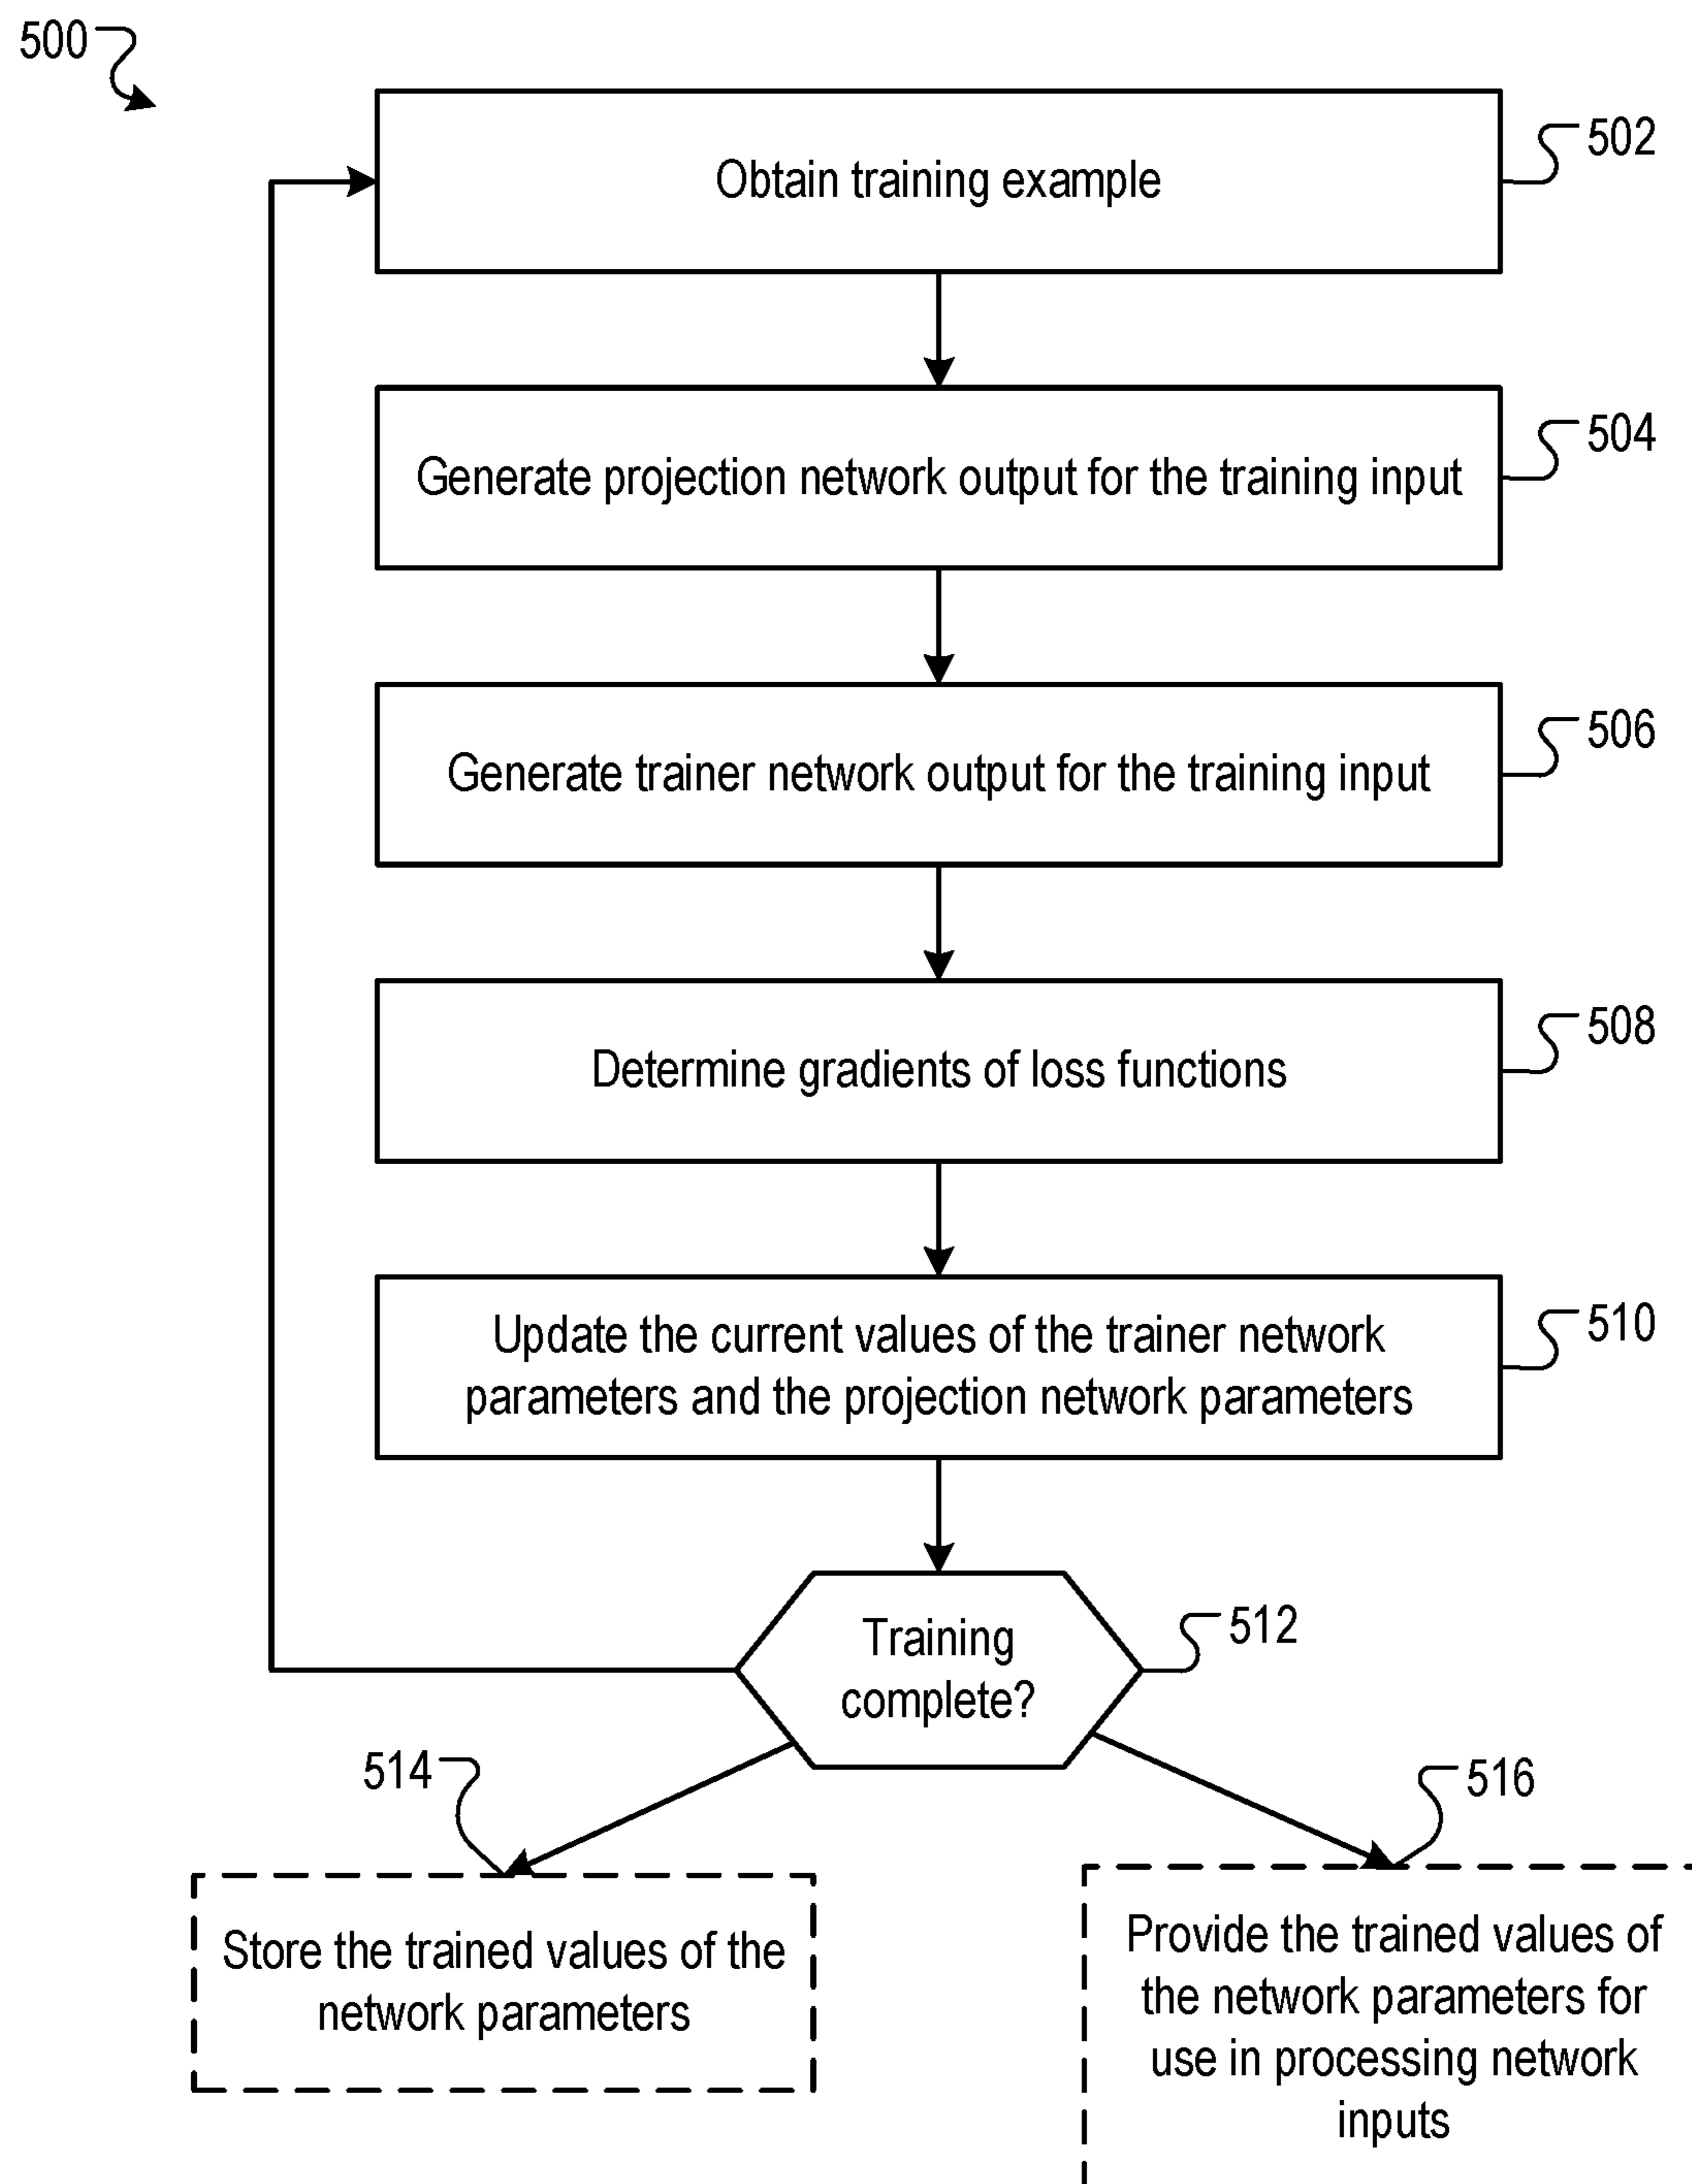 500
Obtain training example
502
Generate projection network output for the training input
504
Generate trainer network output for the training input
506
Determine gradients of loss functions
508
Update the current values of the trainer network
parameters and the projection network parameters
510
Training
complete?
512
514
516
Store the trained values of the
network parameters
Provide the trained values of
the network parameters for
use in processing network
inputs